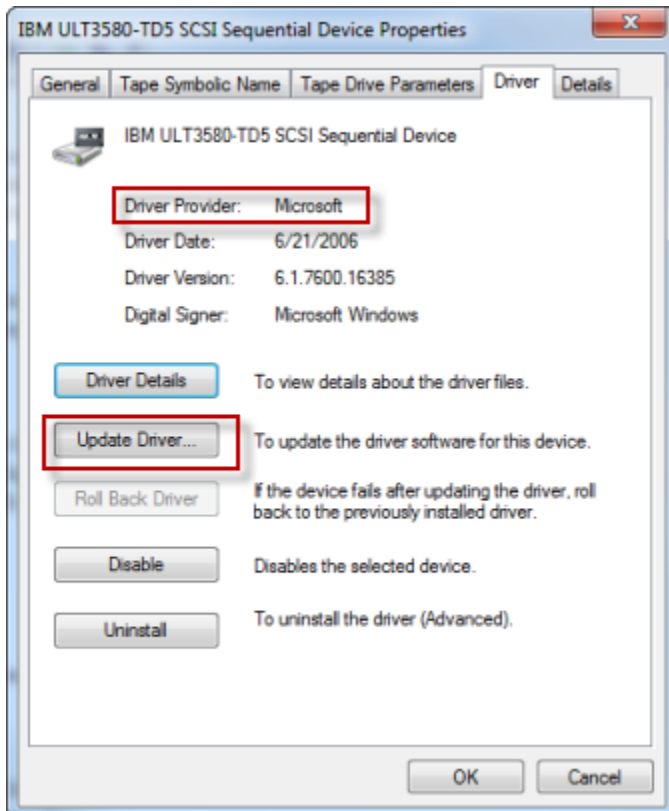 IBM ULT3580-TD5 SCSI Sequential Device Properties
General Tape Symbolic Name Tape Drive Parameters Driver Details
IBM ULT3580-TD5 SCSI Sequential Device
Driver Provider: Microsoft
Driver Date: 6/21/2006
Driver Version: 6.1.7600.16385
Digital Signer: Microsoft Windows
Driver Details To view details about the driver files.
Update Driver... To update the driver software for this device.
Roll Back Driver If the device fails after updating the driver, roll
back to the previously installed driver.
Disable Disables the selected device.
Uninstall To uninstall the driver (Advanced).
OK Cancel